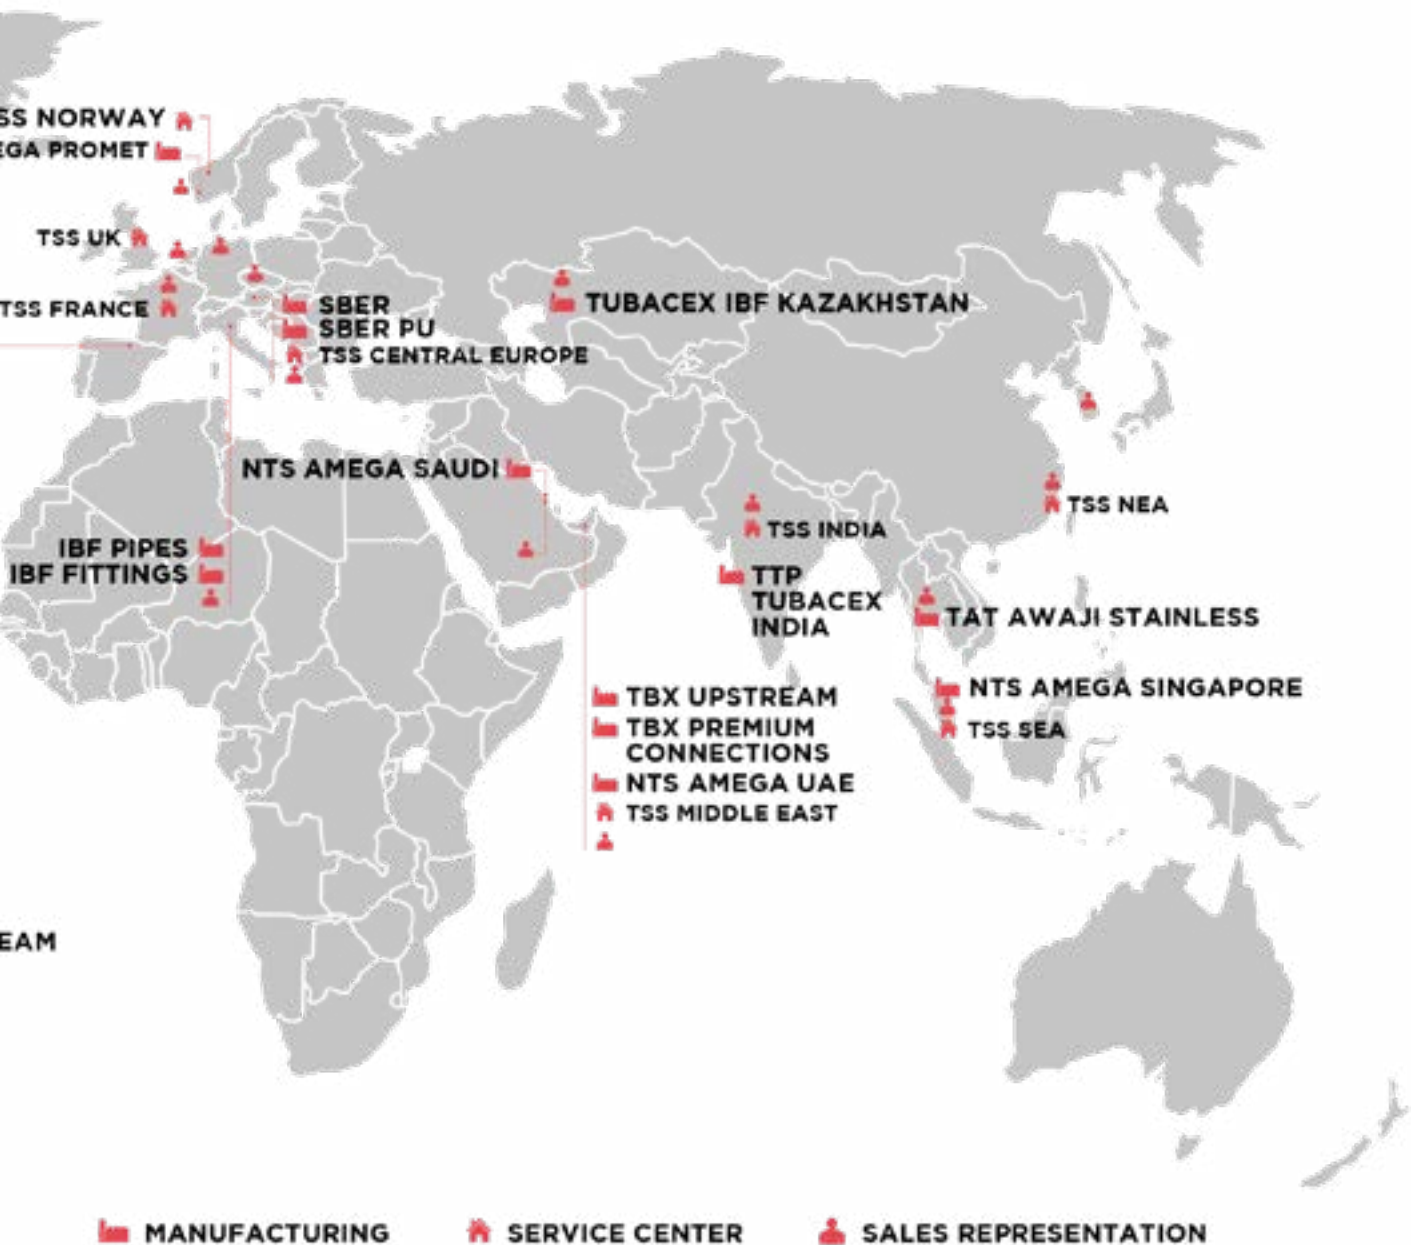 SS NORWAY
EGA PROMET
TSS UK
TSS FRANCE
SBER
SBER PU
TSS CENTRAL EUROPE
TUBACEX IBF KAZAKHSTAN
NTS AMEGA SAUDI
IBF PIPES
IBF FITTINGS
TSS NEA
TSS INDIA
TTP
TUBACEX
INDIA
TAT AWAJI STAINLESS
NTS AMEGA SINGAPORE
TSS SEA
TBX UPSTREAM
TBX PREMIUM
CONNECTIONS
NTS AMEGA UAE
TSS MIDDLE EAST
EAM
MANUFACTURING
SERVICE CENTER
SALES REPRESENTATION